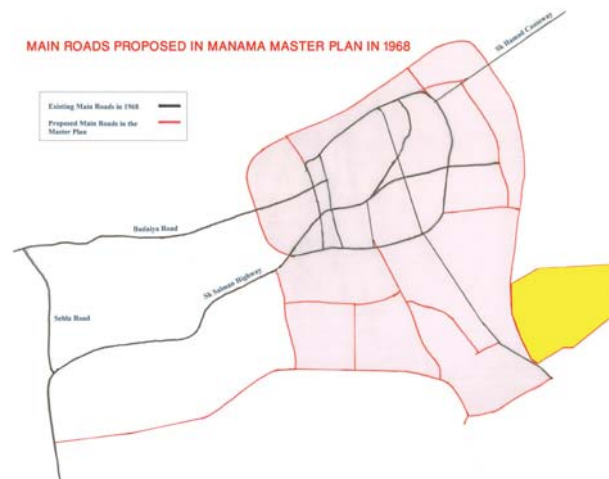 MAIN ROADS PROPOSED IN MANAMA MASTER PLAN IN 1968
Sk Hamad Causeway
Existing Main Roads in 1968
Proposed Main Roads in the
Master Plan
Budaiya Road
Sk Salman Highway
Sehla Road